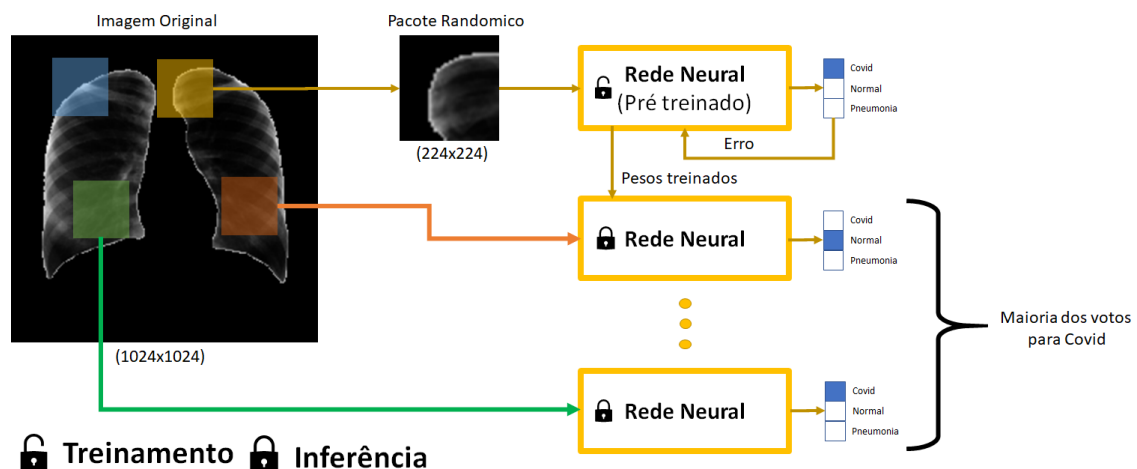 Imagem Original
Pacote Randomico
Rede Neural
(Pré treinado)
Covid
Normal
Pneumonia
(224x224)
Erro
Pesos treinados
Rede Neural
Covid
Normal
Pneumonia
Maioria dos votos
para Covid
(1024x1024)
Rede Neural
Covid
Normal
Pneumonia
Treinamento
Inferência